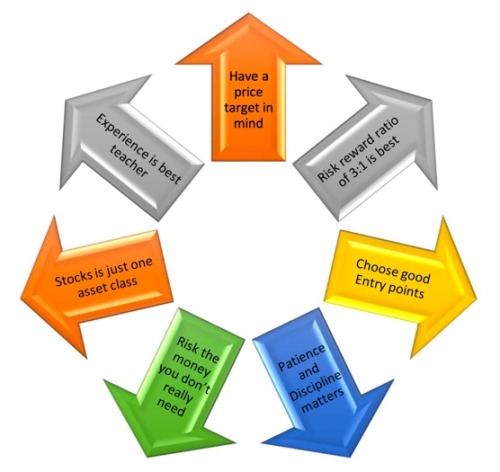 Have a
price
target in
mind
Risk reward ratio
of 3:1 is best
Choose good
Entry points
Patience
and
Discipline
matters
Risk the
money
you don't
really
need
Stocks is just one
asset class
Experience is best
teacher